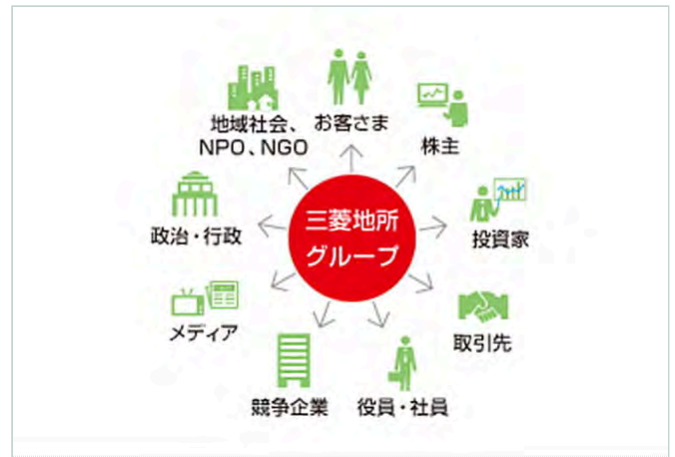 お客さま
株主
投資家
取引先
役員・社員
競争企業
メディア
政治・行政
地域社会、
NPO、NGO
三菱地所
グループ